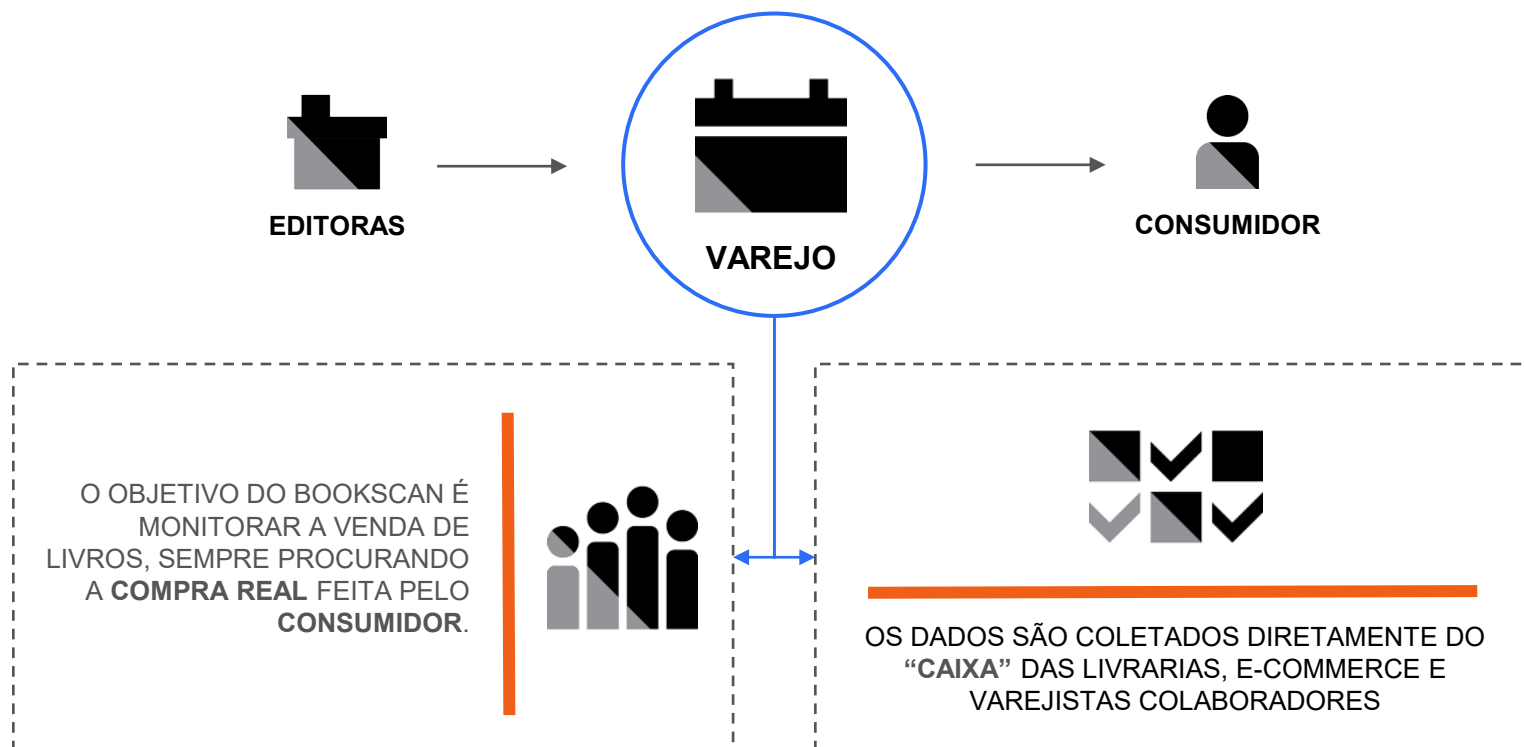 EDITORAS
VAREJO
CONSUMIDOR
O OBJETIVO DO BOOKSCAN É
MONITORAR A VENDA DE
LIVROS, SEMPRE PROCURANDO
A COMPRA REAL FEITA PELO
CONSUMIDOR.
OS DADOS SÃO COLETADOS DIRETAMENTE DO
“CAIXA” DAS LIVRARIAS, E-COMMERCE E
VAREJISTAS COLABORADORES